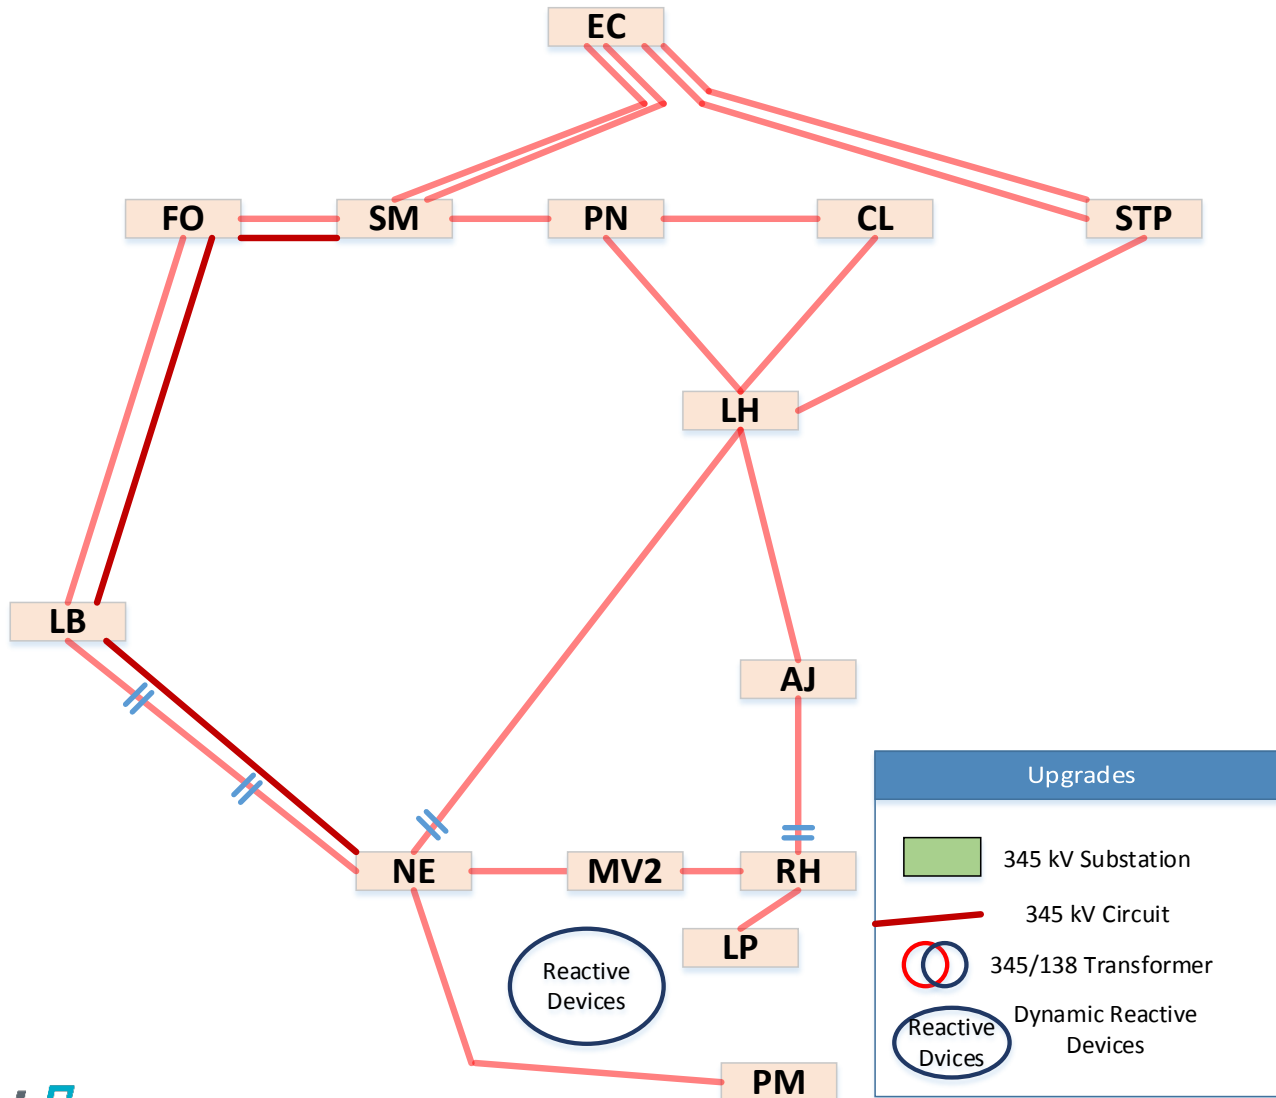 EC
FO
SM
PN
CL
STP
LH
LB
AJ
NE
MV2
RH
LP
Reactive
Devices
PM
Upgrades
345 kV Substation
345 kV Circuit
345/138 Transformer
Reactive
Dvices
Dynamic Reactive
Devices